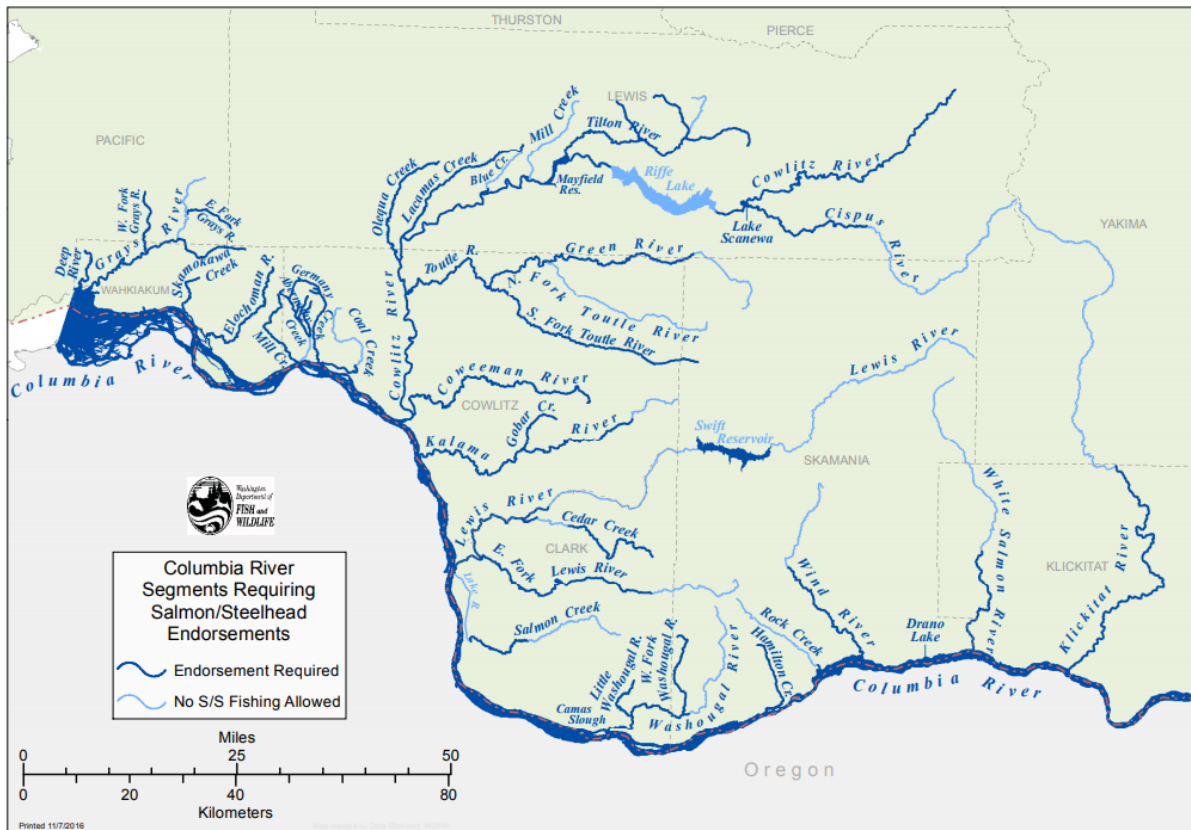 THURSTON
PIERCE
LEWIS
PACIFIC
Mill Creek
Tilton River
Olequa Creek
Lacamas Creek
Blue Cr.
Mayfield
Res.
Riffe
Lake
Cowlitz River
Lake
Scanewa
Cispus
River
YAKIMA
W. Fork
Grays R.
E. Fork
Grays R.
Grays River
Deep
River
WAHKIAKUM
Skamokawa
Creek
Elochoman R.
Germany
Creek
Abernathy
Creek
Mill Cr.
Coal Creek
Columbia River
Cowlitz River
Toutle R.
Green River
N. Fork
Toutle River
S. Fork Toutle River
Coweeman River
COWLITZ
Gobar Cr.
Kalama River
Lewis River
Swift
Reservoir
SKAMANIA
Lewis River
Cedar Creek
CLARK
E. Fork
Lewis River
Lake R.
Salmon Creek
Little
Washougal R.
W. Fork
Washougal R.
Camas
Slough
Washougal River
Hamilton Cr.
Rock Creek
Wind River
Drano
Lake
White Salmon River
KLICKITAT
Klickitat River
Columbia River
Oregon
Washington
Department of
FISH and
WILDLIFE
Columbia River
Segments Requiring
Salmon/Steelhead
Endorsements
Endorsement Required
No S/S Fishing Allowed
Miles
0 25 50
0 20 40 80
Kilometers
Printed 11/7/2016